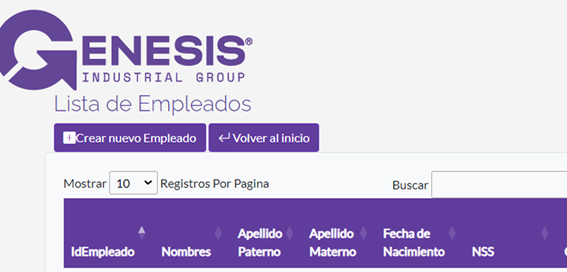 GENESIS®
INDUSTRIAL GROUP
Lista de Empleados
Crear nuevo Empleado Volver al inicio
Mostrar 10 Registros Por Pagina Buscar
IdEmpleado Nombres Apellido Paterno Apellido Materno Fecha de Nacimiento NSS